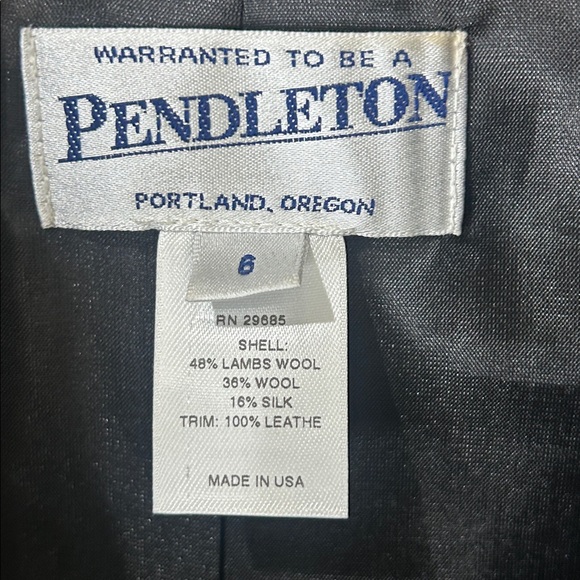 WARRANTED TO BE A
PENDLETON
PORTLAND, OREGON
6
RN 29685
SHELL:
48% LAMBS WOOL
36% WOOL
16% SILK
TRIM: 100% LEATHE
MADE IN USA